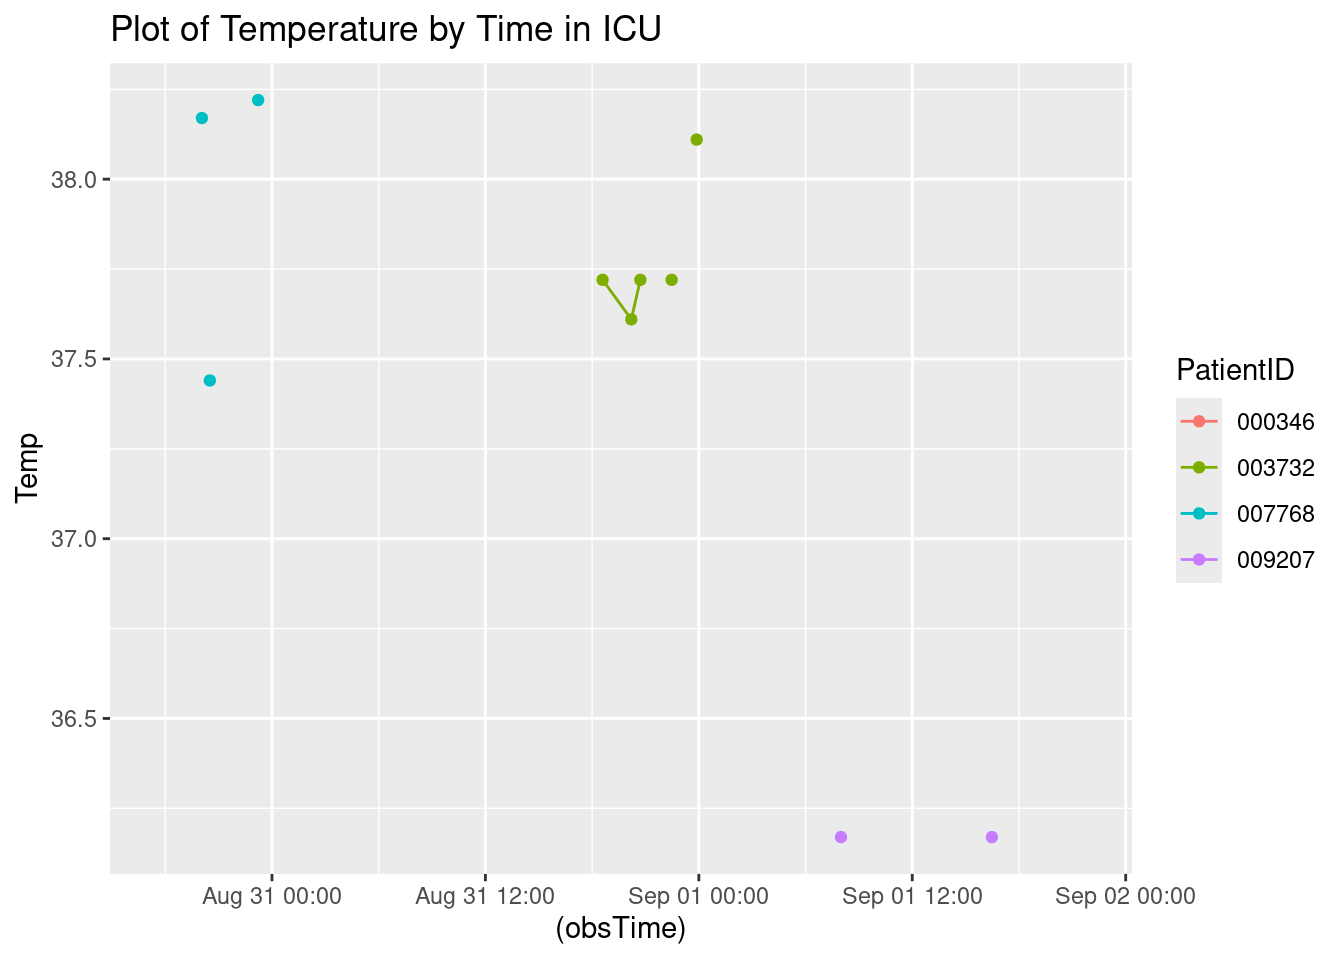 Plot of Temperature by Time in ICU
38.0
37.5
37.0
36.5
Temp
Aug 31 00:00
Aug 31 12:00
Sep 01 00:00
Sep 01 12:00
Sep 02 00:00
(obsTime)
PatientID
000346
003732
007768
009207